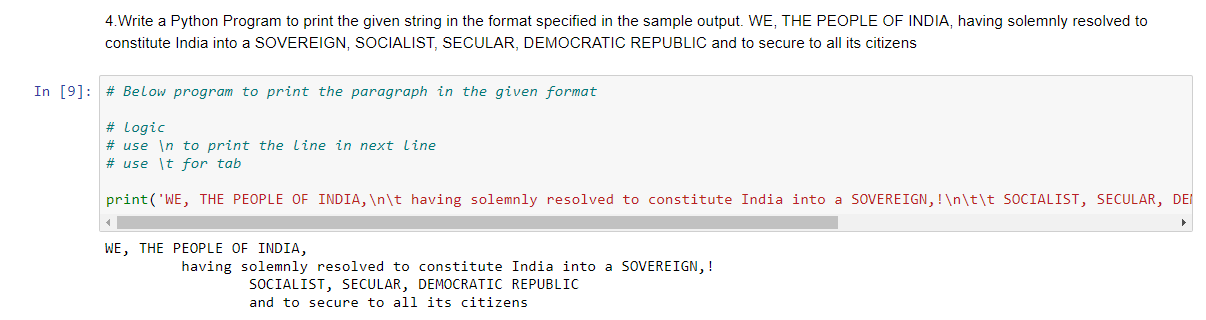 4.Write a Python Program to print the given string in the format specified in the sample output. WE, THE PEOPLE OF INDIA, having solemnly resolved to
constitute India into a SOVEREIGN, SOCIALIST, SECULAR, DEMOCRATIC REPUBLIC and to secure to all its citizens
In [9]: # Below program to print the paragraph in the given format
# logic
# use \n to print the line in next line
# use \t for tab
print('WE, THE PEOPLE OF INDIA,\n\t having solemnly resolved to constitute India into a SOVEREIGN,!\n\t\t SOCIALIST, SECULAR, DE
WE, THE PEOPLE OF INDIA,
having solemnly resolved to constitute India into a SOVEREIGN,!
SOCIALIST, SECULAR, DEMOCRATIC REPUBLIC
and to secure to all its citizens